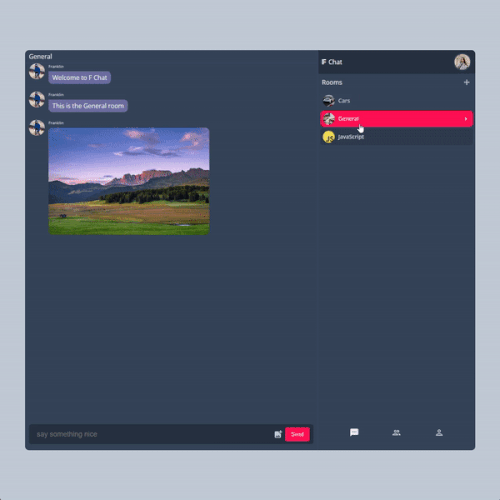 General
Franklin
Welcome to F Chat
Franklin
This is the General room
Franklin
say something nice
Send
F Chat
Rooms
+
Cars
General
JavaScript
JS